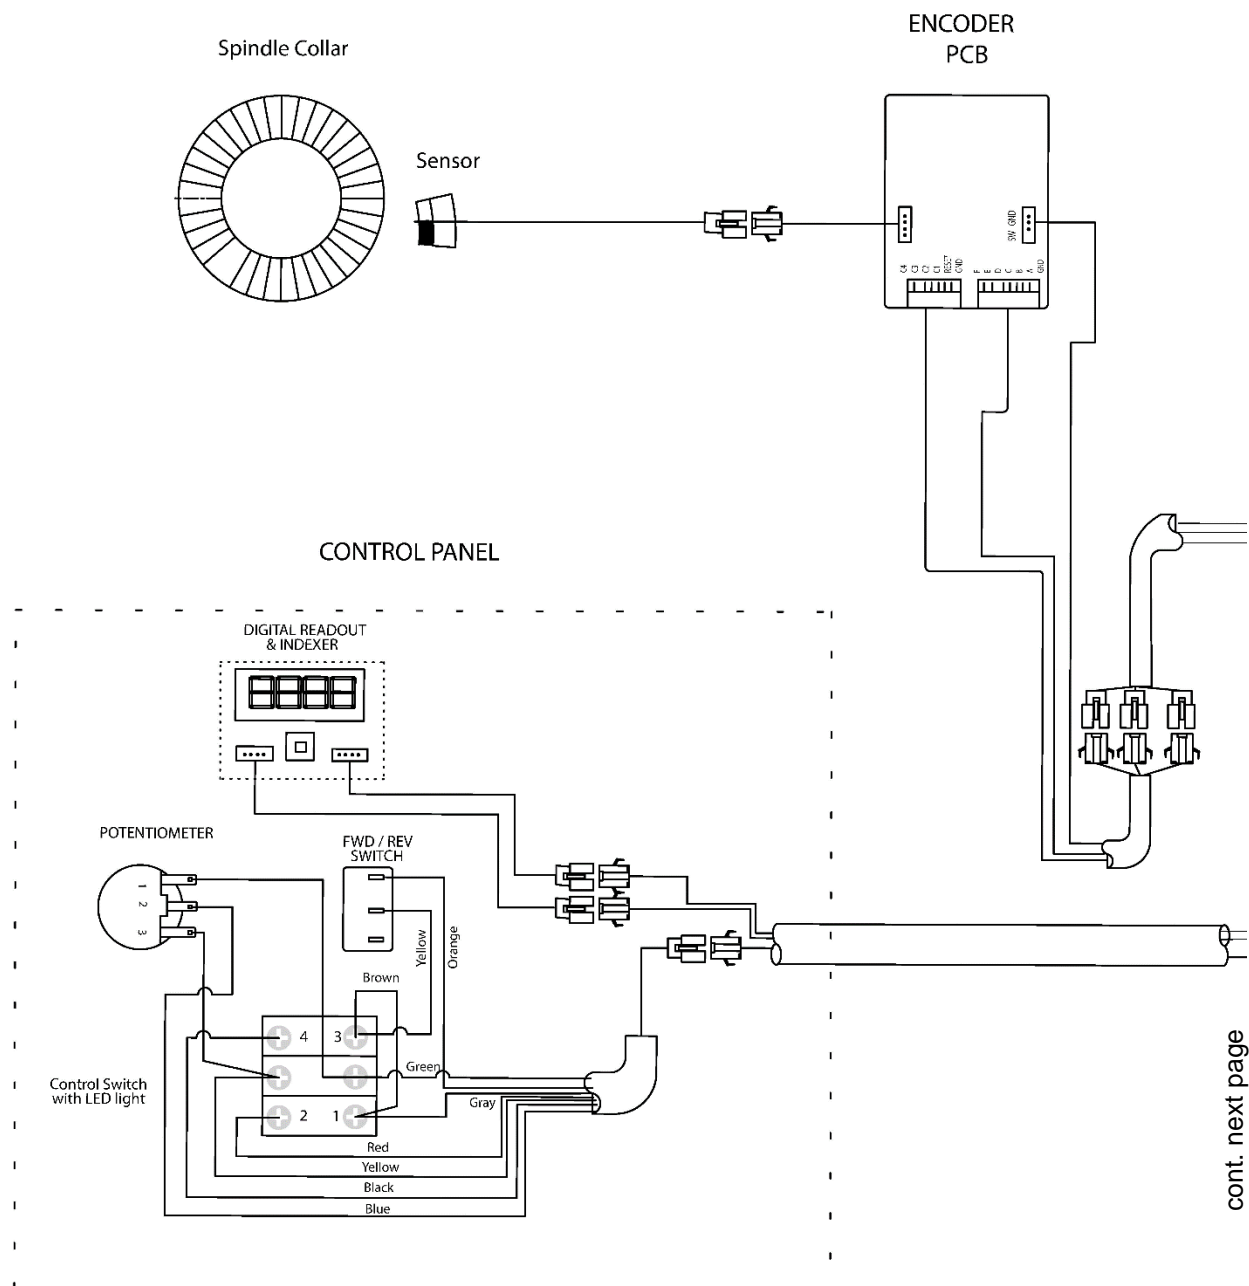 ENCODER
PCB
Spindle Collar
Sensor
SW GND
C4
C3
C2
C1
RESET
GND
F
E
D
C
B
A
GND
CONTROL PANEL
DIGITAL READOUT
& INDEXER
POTENTIOMETER
1
2
3
FWD / REV
SWITCH
Yellow
Orange
Brown
4 3
Green
Control Switch
with LED light
2 1
Gray
Red
Yellow
Black
Blue
cont. next page